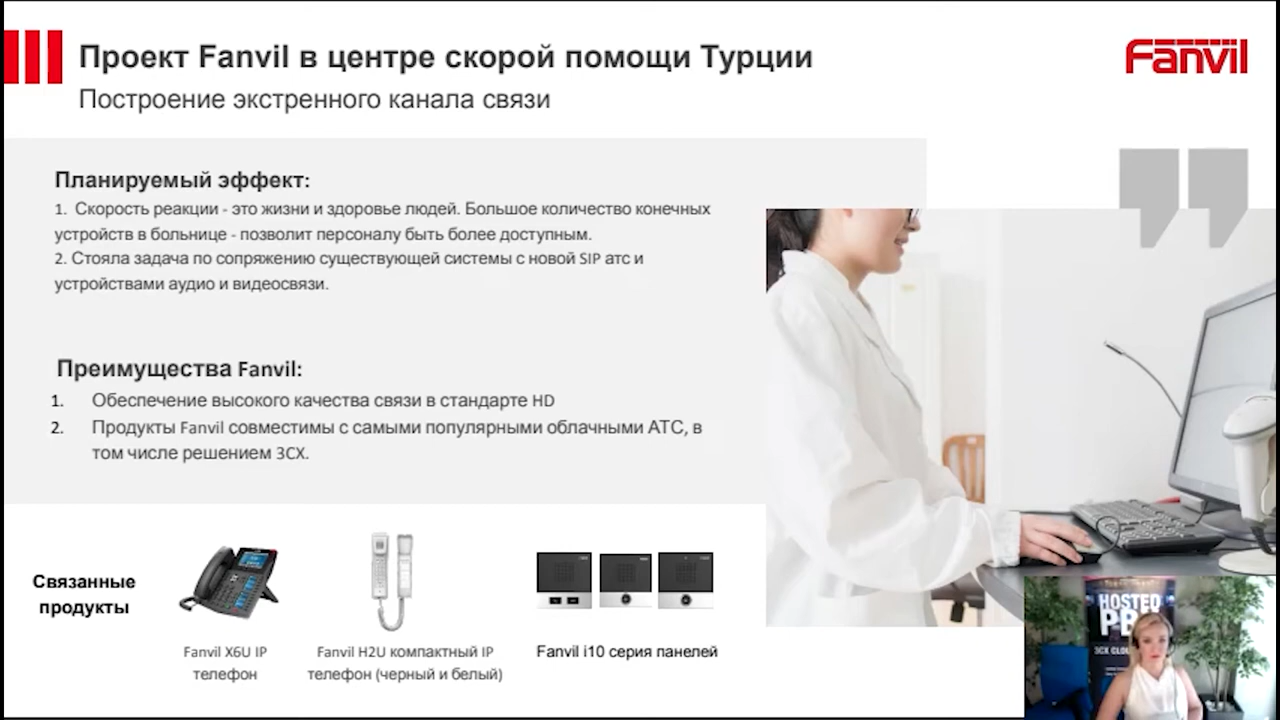 Проект Fanvil в центре скорой помощи Турции
Fanvil
Построение экстренного канала связи
Планируемый эффект:
1. Скорость реакции - это жизни и здоровье людей. Большое количество конечных
устройств в больнице - позволит персоналу быть более доступным.
2. Стояла задача по сопряжению существующей системы с новой SIP атс и
устройствами аудио и видеосвязи.
Преимущества Fanvil:
1. Обеспечение высокого качества связи в стандарте HD
2. Продукты Fanvil совместимы с самыми популярными облачными АТС, в
том числе решением 3CX.
Связанные
продукты
Fanvil X6U IP
телефон
Fanvil H2U компактный IP
телефон (черный и белый)
Fanvil i10 серия панелей
HOSTED
3CX